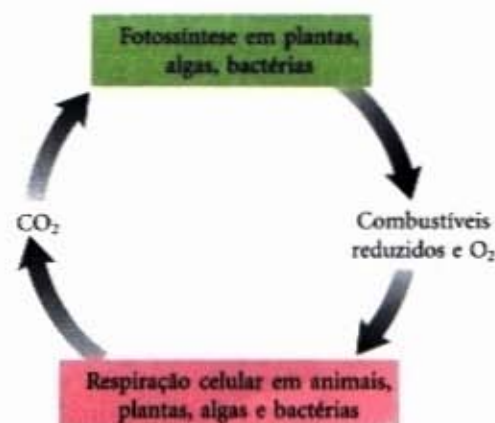 Fotossíntese em plantas,
algas, bactérias
CO₂
Combustíveis
reduzidos e O₂
Respiração celular em animais,
plantas, algas e bactérias